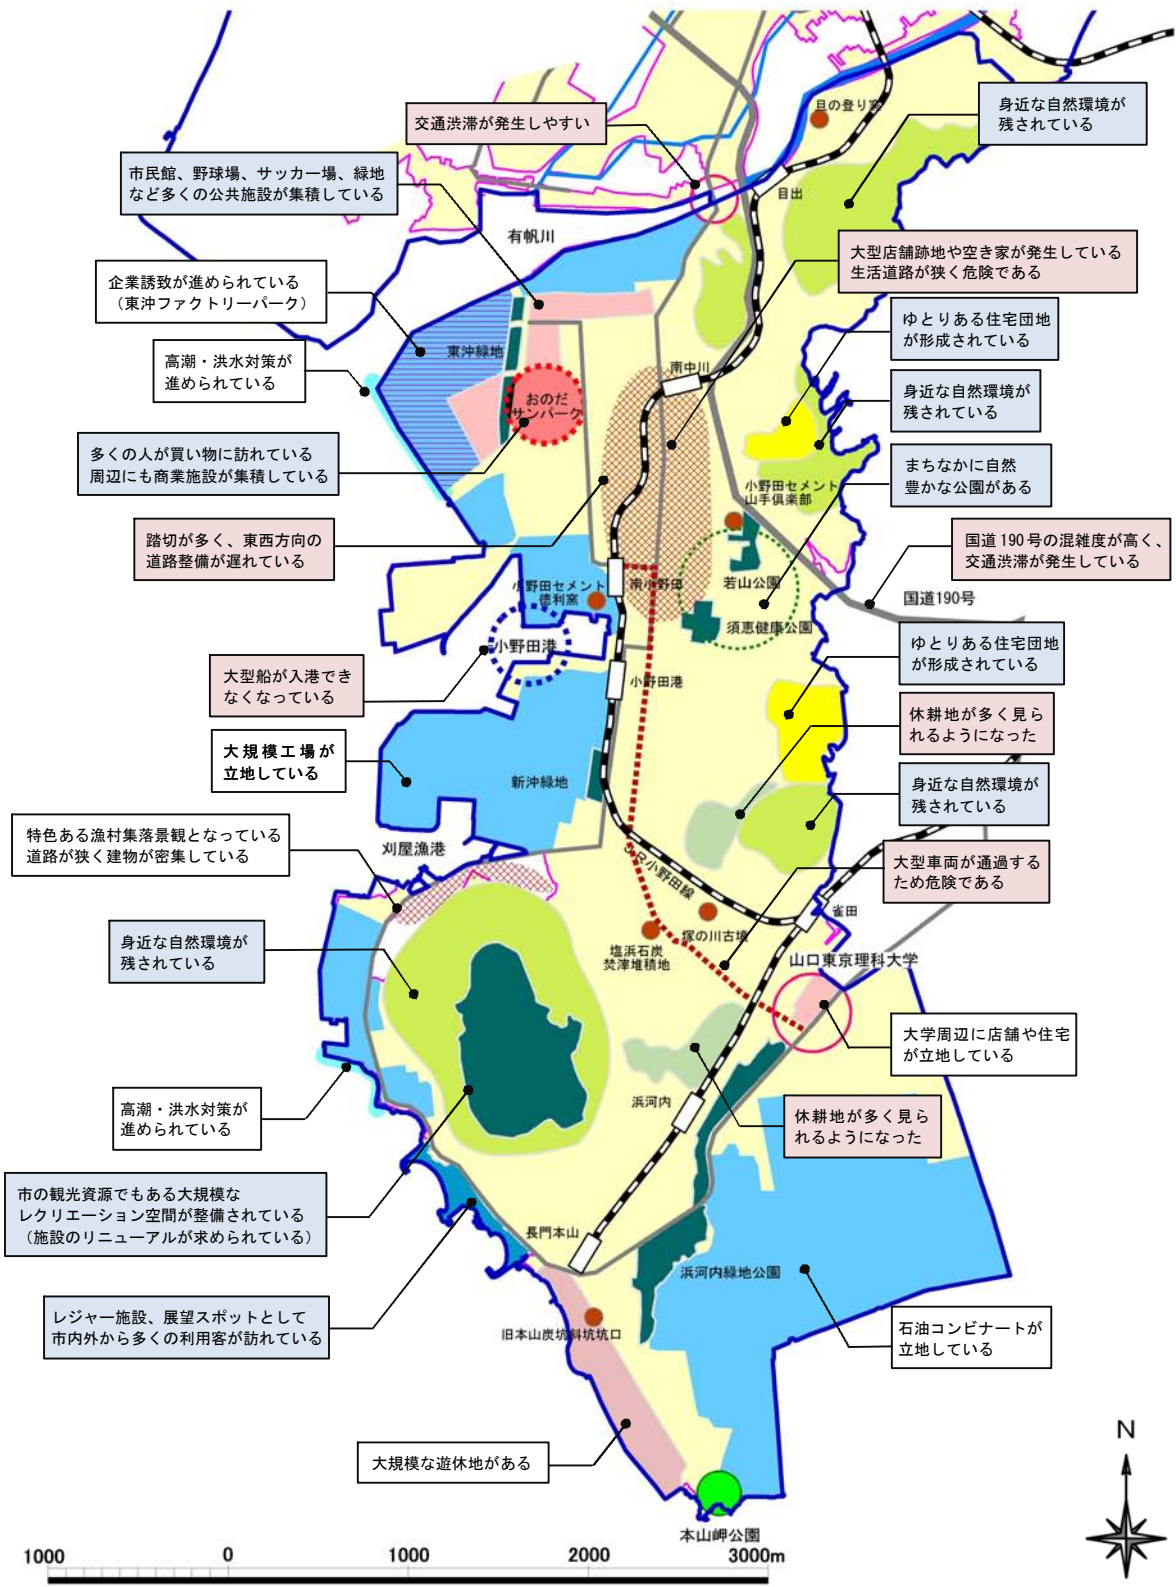 旦の登り窯
身近な自然環境が
残されている
交通渋滞が発生しやすい
市民館、野球場、サッカー場、緑地
など多くの公共施設が集積している
目出
有帆川
大型店舗跡地や空き家が発生している
生活道路が狭く危険である
企業誘致が進められている
（東沖ファクトリーパーク）
ゆとりある住宅団地
が形成されている
高潮・洪水対策が
進められている
東沖緑地
南中川
おのだ
サンパーク
身近な自然環境が
残されている
多くの人が買い物に訪れている
周辺にも商業施設が集積している
まちなかに自然
豊かな公園がある
小野田セメント
山手倶楽部
踏切が多く、東西方向の
道路整備が遅れている
国道190号の混雑度が高く、
交通渋滞が発生している
小野田セメント
徳利窯
南小野田
若山公園
国道190号
須恵健康公園
小野田港
ゆとりある住宅団地
が形成されている
大型船が入港でき
なくなっている
小野田港
休耕地が多く見ら
れるようになった
大規模工場が
立地している
新沖緑地
身近な自然環境が
残されている
特色ある漁村集落景観となっている
道路が狭く建物が密集している
刈屋漁港
JR小野田線
大型車両が通過する
ため危険である
雀田
塚の川古墳
身近な自然環境が
残されている
塩浜石炭
焚滓堆積地
山口東京理科大学
大学周辺に店舗や住宅
が立地している
高潮・洪水対策が
進められている
浜河内
休耕地が多く見ら
れるようになった
市の観光資源でもある大規模な
レクリエーション空間が整備されている
（施設のリニューアルが求められている）
長門本山
浜河内緑地公園
レジャー施設、展望スポットとして
市内外から多くの利用客が訪れている
旧本山炭坑斜坑坑口
石油コンビナートが
立地している
大規模な遊休地がある
N
本山岬公園
1000 0 1000 2000 3000m